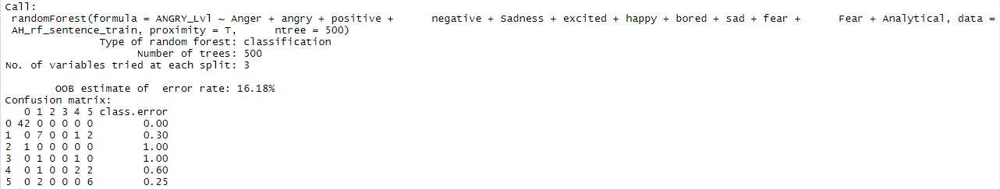 Call:
 randomForest(formula = ANGRY_Lvl ~ Anger + angry + positive +      negative + Sadness + excited + happy + bored + sad + fear +      Fear + Analytical, data =
 AH_rf_sentence_train, proximity = T,      ntree = 500)
               Type of random forest: classification
                     Number of trees: 500
No. of variables tried at each split: 3
        OOB estimate of  error rate: 16.18%
Confusion matrix:
   0 1 2 3 4 5 class.error
0 42 0 0 0 0 0        0.00
1  0 7 0 0 1 2        0.30
2  1 0 0 0 0 0        1.00
3  0 1 0 0 1 0        1.00
4  0 1 0 0 2 2        0.60
5  0 2 0 0 0 6        0.25